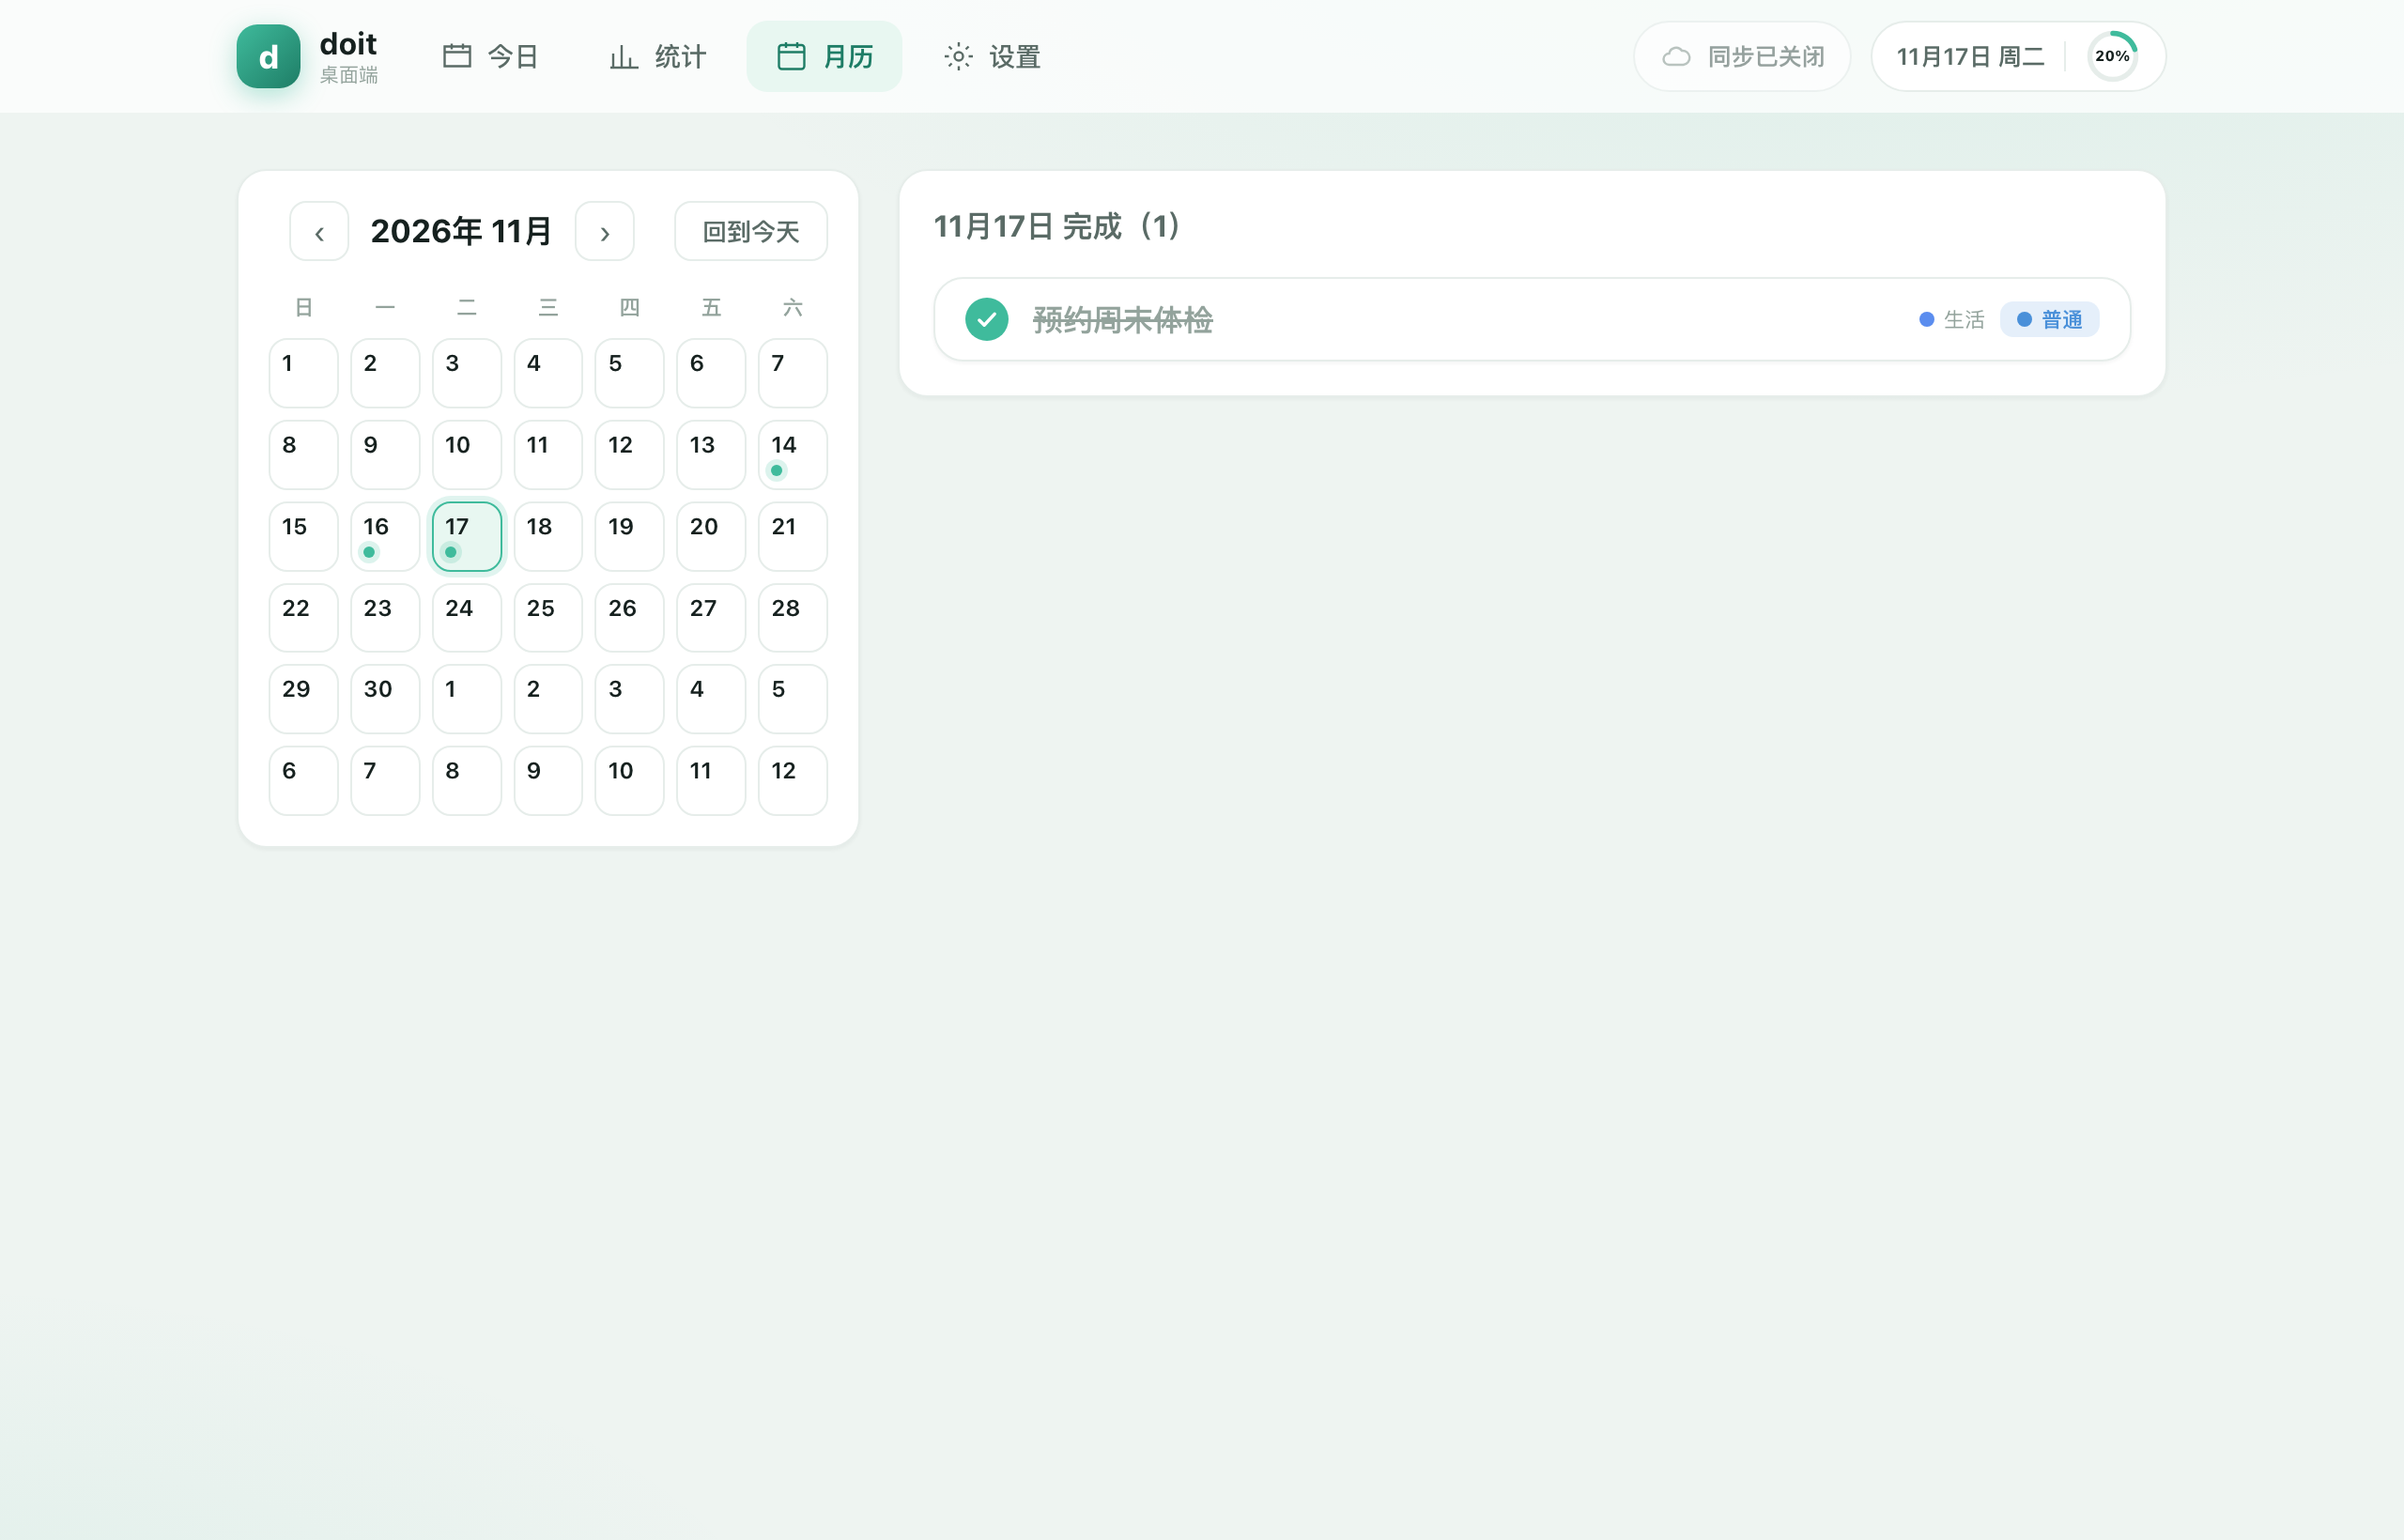 d
doit
桌面端
今日
统计
月历
设置
同步已关闭
11月17日 周二
20%
‹ 2026年 11月 ›
回到今天
日 一 二 三 四 五 六
1 2 3 4 5 6 7
8 9 10 11 12 13 14
15 16 17 18 19 20 21
22 23 24 25 26 27 28
29 30 1 2 3 4 5
6 7 8 9 10 11 12
11月17日 完成（1）
预约周末体检
生活
普通